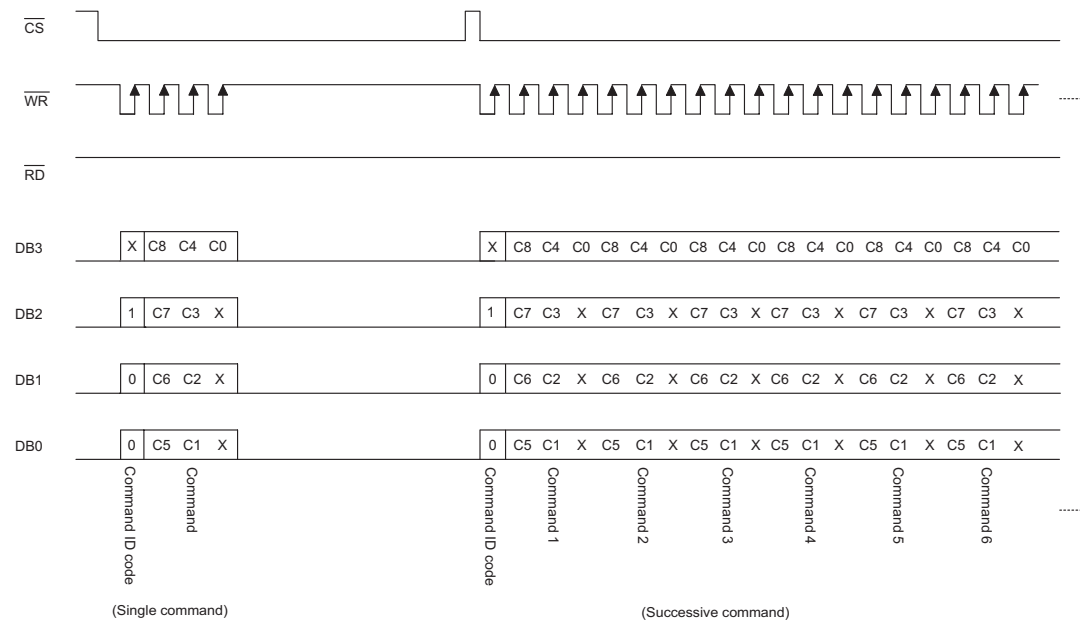 CS
WR
RD
DB3 X C8 C4 C0 X C8 C4 C0 C8 C4 C0 C8 C4 C0 C8 C4 C0 C8 C4 C0 C8 C4 C0
DB2 1 C7 C3 X 1 C7 C3 X C7 C3 X C7 C3 X C7 C3 X C7 C3 X C7 C3 X
DB1 0 C6 C2 X 0 C6 C2 X C6 C2 X C6 C2 X C6 C2 X C6 C2 X C6 C2 X
DB0 0 C5 C1 X 0 C5 C1 X C5 C1 X C5 C1 X C5 C1 X C5 C1 X C5 C1 X
Command ID code
Command
Command ID code
Command 1
Command 2
Command 3
Command 4
Command 5
Command 6
(Single command)
(Successive command)